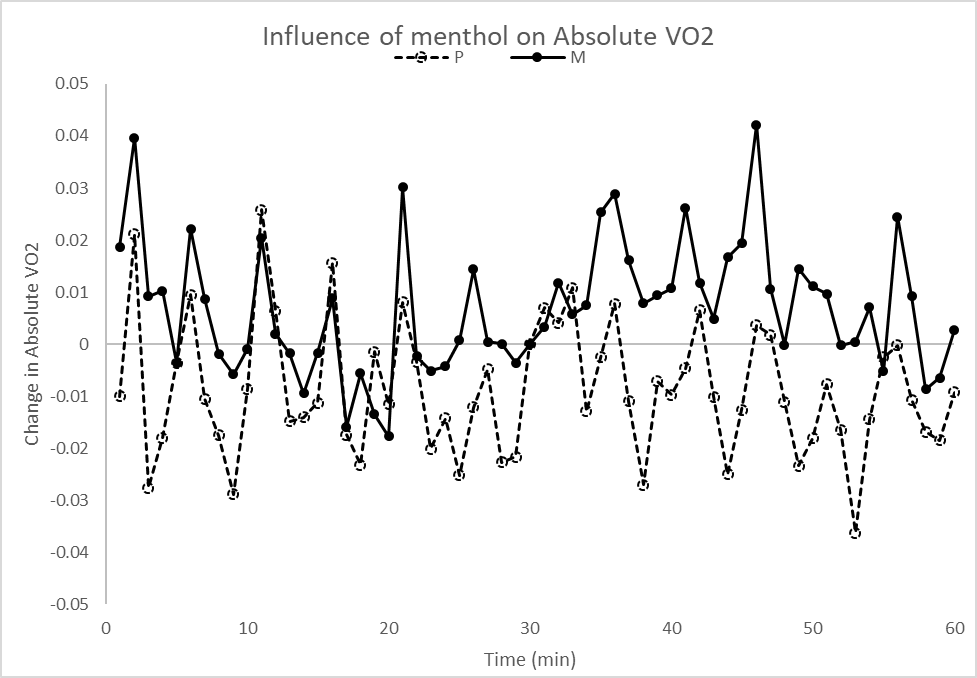 Influence of menthol on Absolute VO2
P M
0.05
0.04
0.03
0.02
0.01
0
-0.01
-0.02
-0.03
-0.04
-0.05
Change in Absolute VO2
0 10 20 30 40 50 60
Time (min)